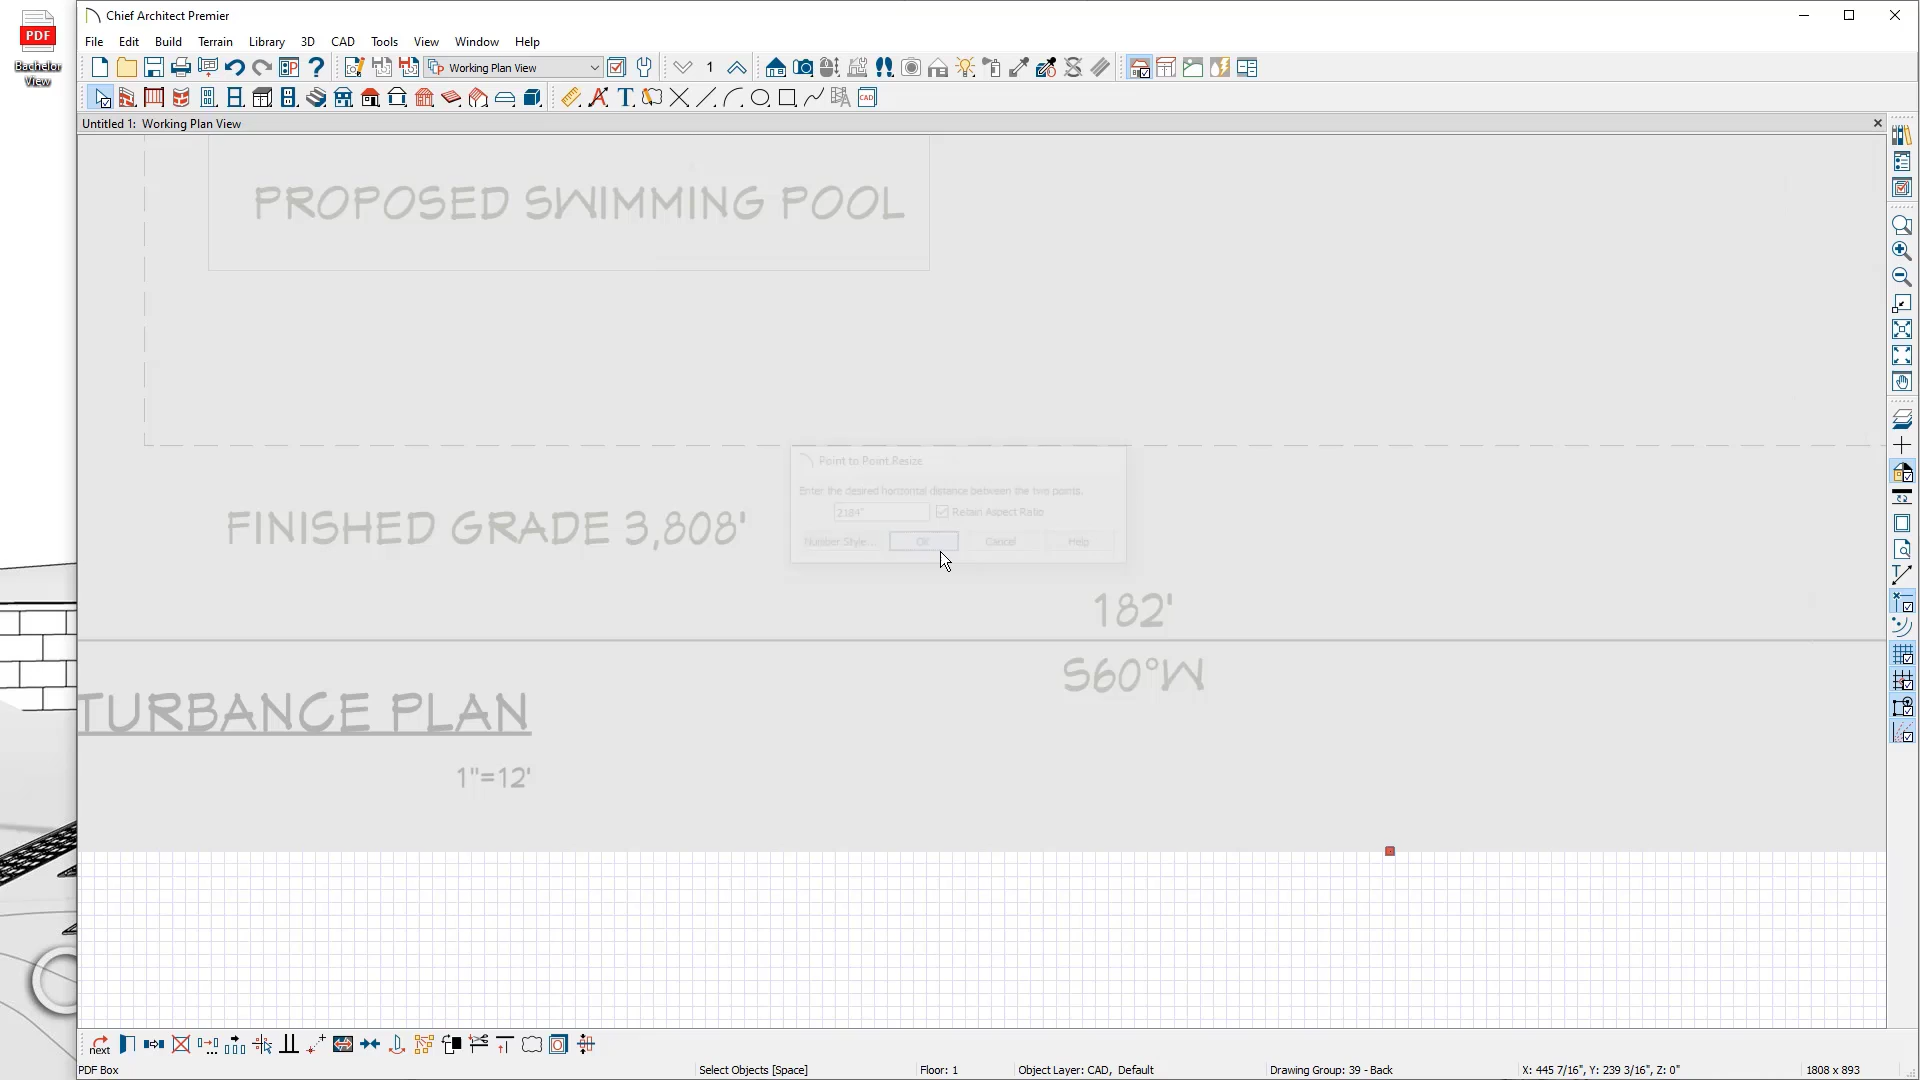 PDF
Bachelor
View
Chief Architect Premier
File Edit Build Terrain Library 3D CAD Tools View Window Help
Working Plan View
1
CAD
Untitled 1: Working Plan View
PROPOSED SWIMMING POOL
Point to Point Resize
Enter the desired horizontal distance between the two points.
2184"
Retain Aspect Ratio
Number Style...
OK
Cancel
Help
FINISHED GRADE 3,808'
182'
S60°W
TURBANCE PLAN
1"=12'
next
PDF Box
Select Objects [Space]
Floor: 1
Object Layer: CAD, Default
Drawing Group: 39 - Back
X: 445 7/16", Y: 239 3/16", Z: 0"
1808 x 893